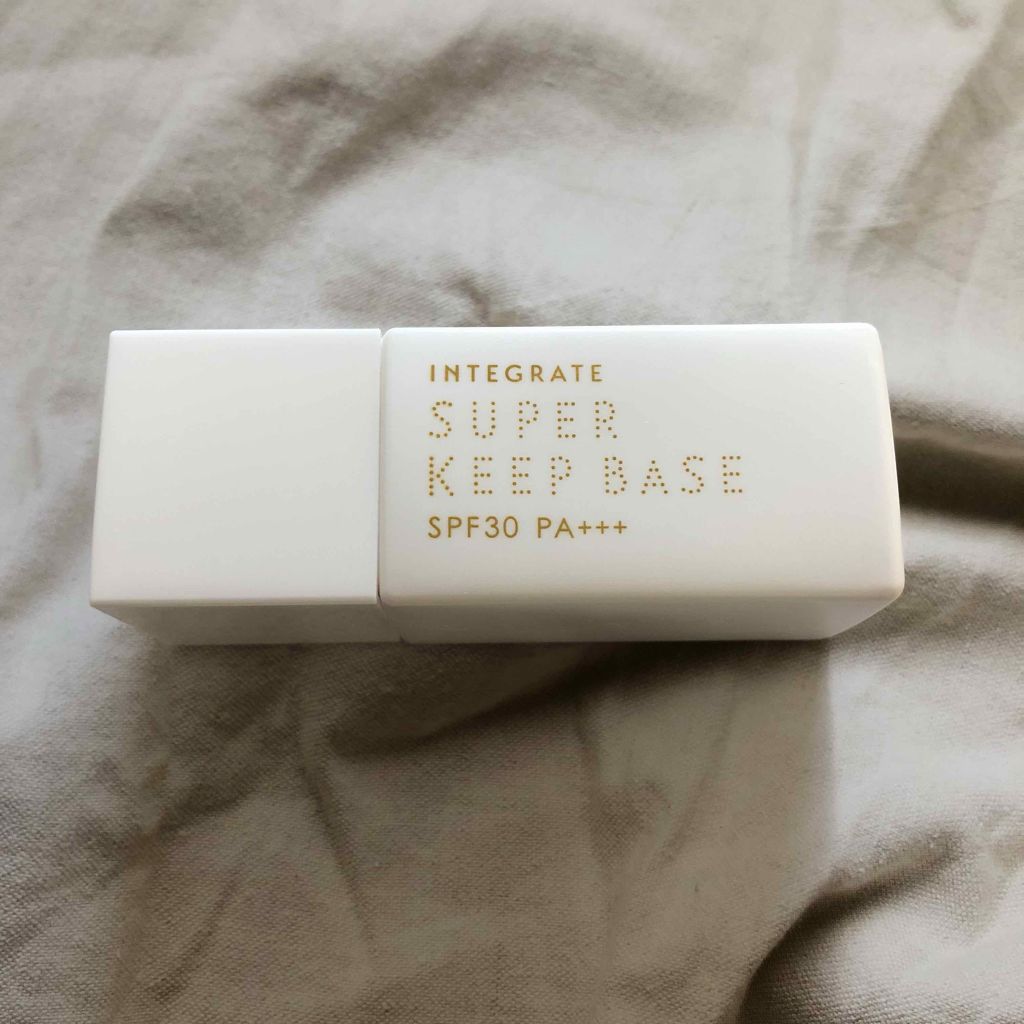 INTEGRATE
SUPER
KEEP BASE
SPF30 PA+++